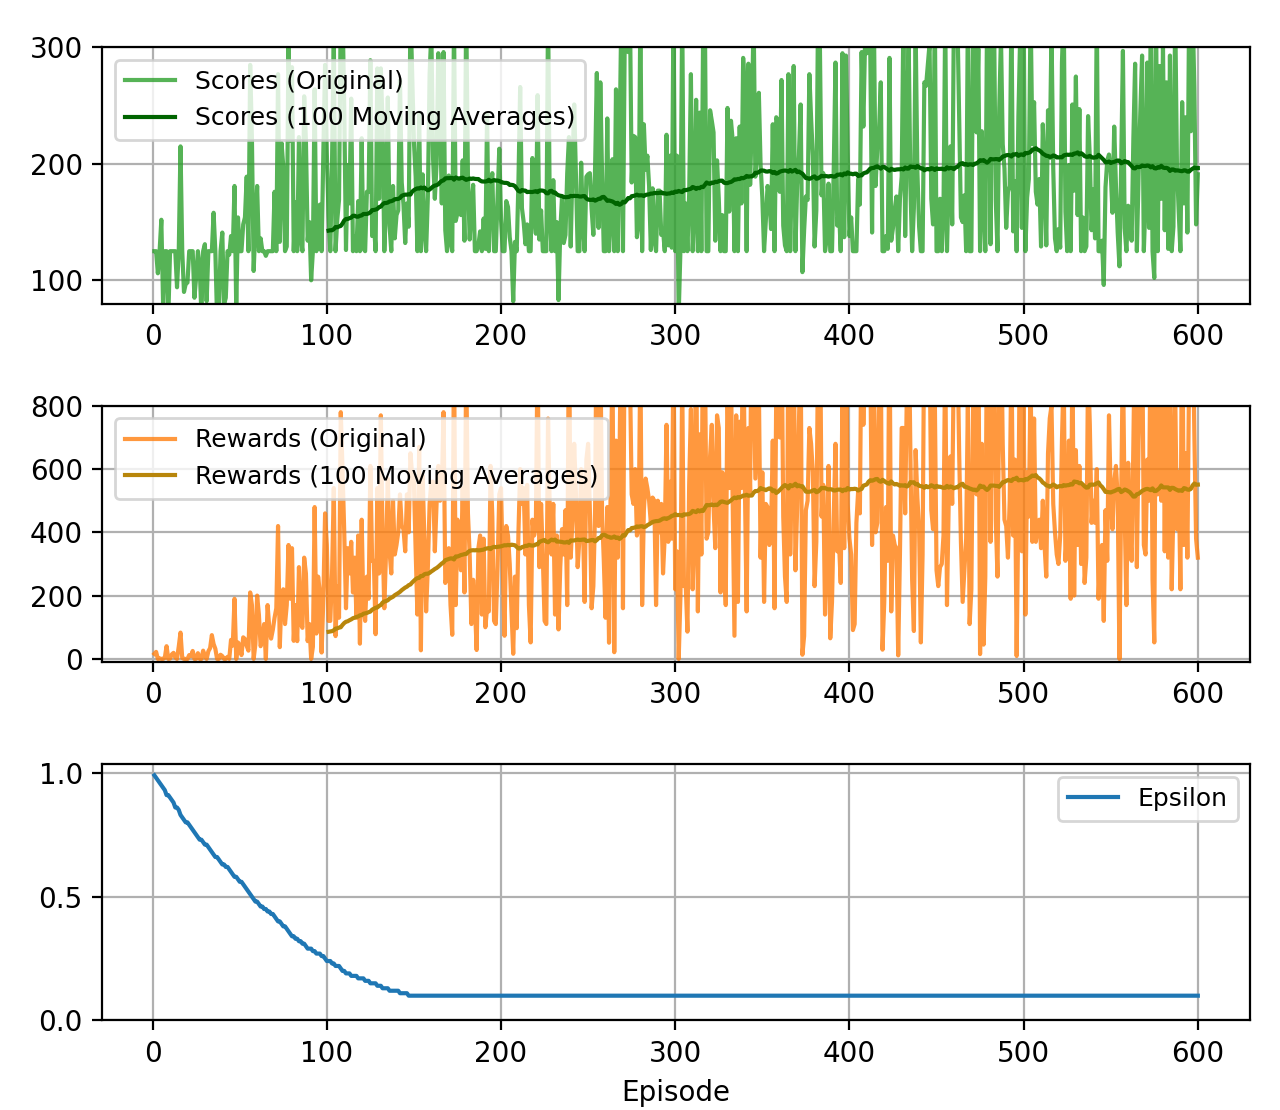 300
200
100
Scores (Original)
Scores (100 Moving Averages)
0 100 200 300 400 500 600
800
600
400
200
0
Rewards (Original)
Rewards (100 Moving Averages)
0 100 200 300 400 500 600
1.0
0.5
0.0
Epsilon
0 100 200 300 400 500 600
Episode